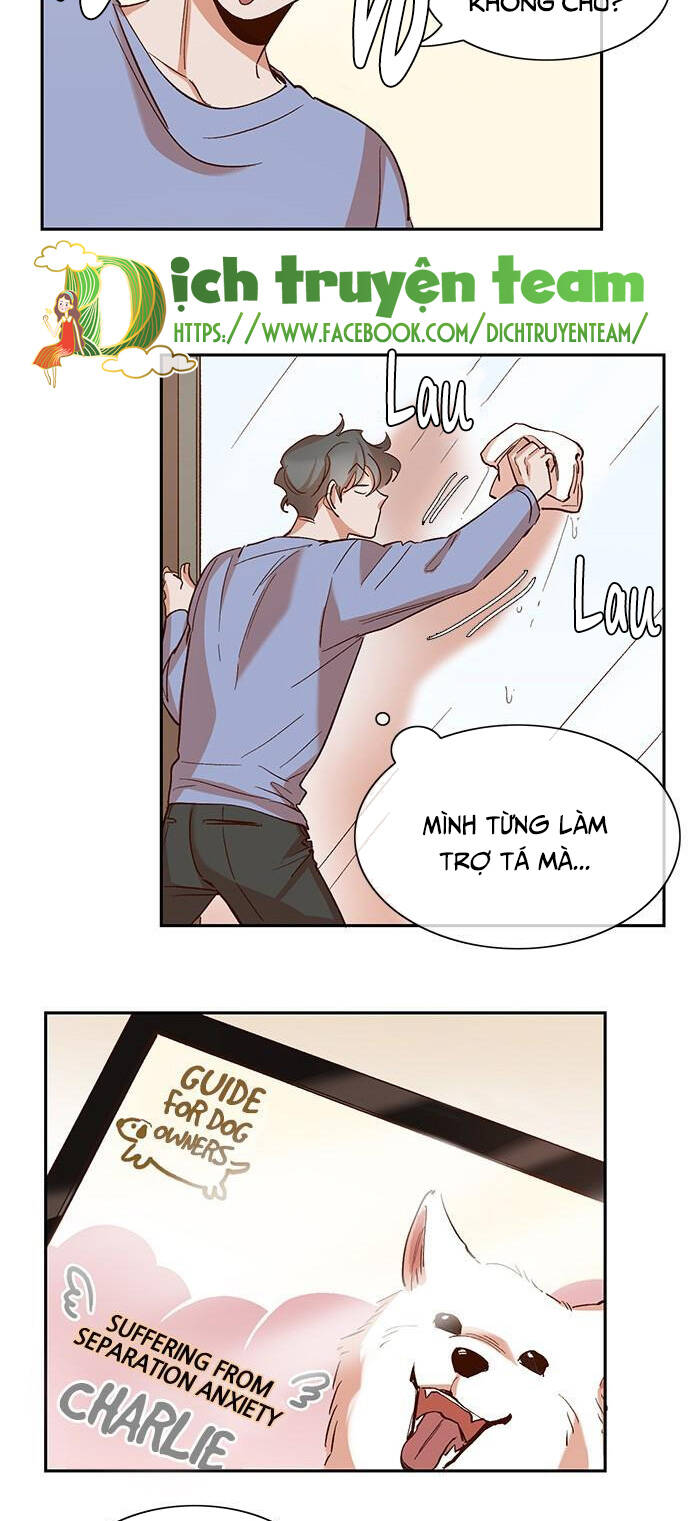 KHÔNG CHỨ?
Dịch truyện team
HTTPS://WWW.FACEBOOK.COM/DICHTRUYENTEAM/
Lau
Lau
MÌNH TỪNG LÀM
TRỢ TÁ MÀ...
GUIDE
FOR DOG
OWNERS
SUFFERING FROM
SEPARATION ANXIETY
CHARLIE